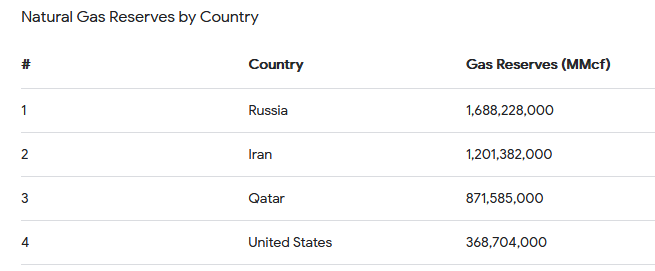 Natural Gas Reserves by Country
# Country Gas Reserves (MMcf)
1 Russia 1,688,228,000
2 Iran 1,201,382,000
3 Qatar 871,585,000
4 United States 368,704,000